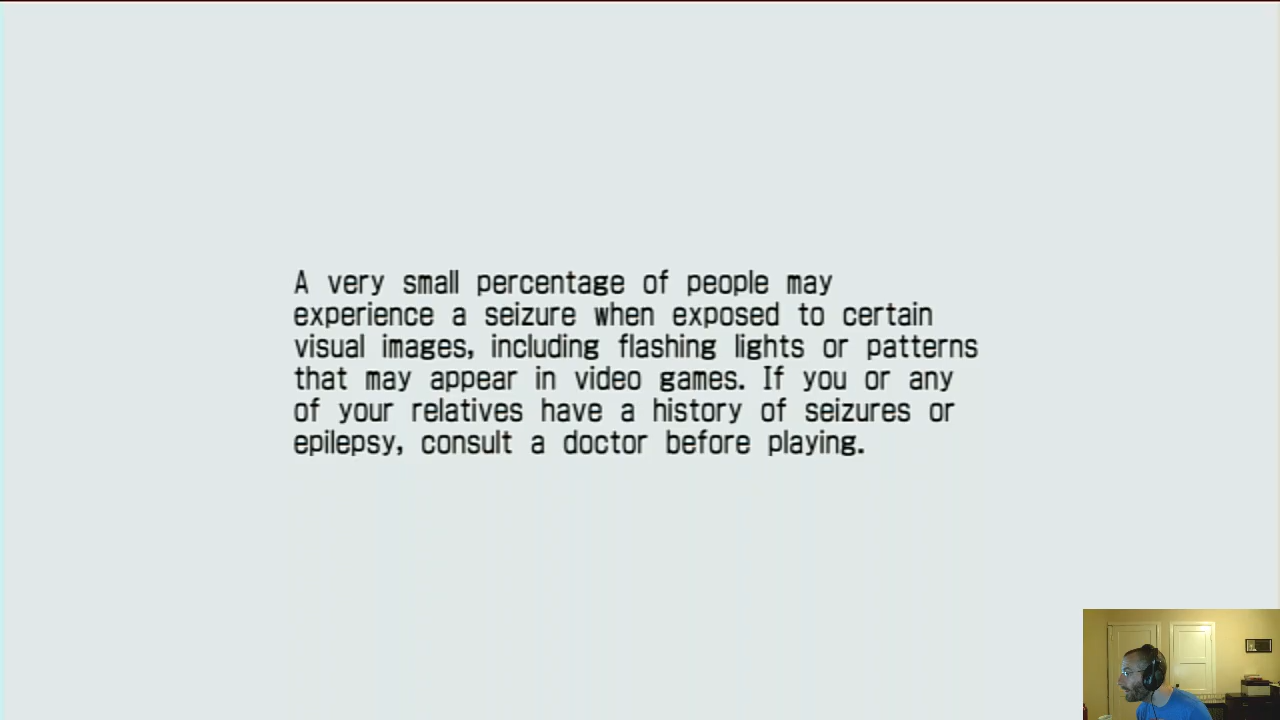 A very small percentage of people may
experience a seizure when exposed to certain
visual images, including flashing lights or patterns
that may appear in video games. If you or any
of your relatives have a history of seizures or
epilepsy, consult a doctor before playing.